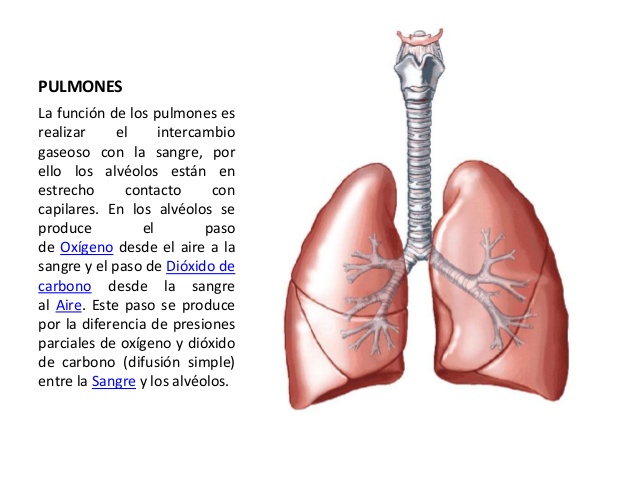 PULMONES
La función de los pulmones es
realizar el intercambio
gaseoso con la sangre, por
ello los alvéolos están en
estrecho contacto con
capilares. En los alvéolos se
produce el paso
de Oxígeno desde el aire a la
sangre y el paso de Dióxido de
carbono desde la sangre
al Aire. Este paso se produce
por la diferencia de presiones
parciales de oxígeno y dióxido
de carbono (difusión simple)
entre la Sangre y los alvéolos.